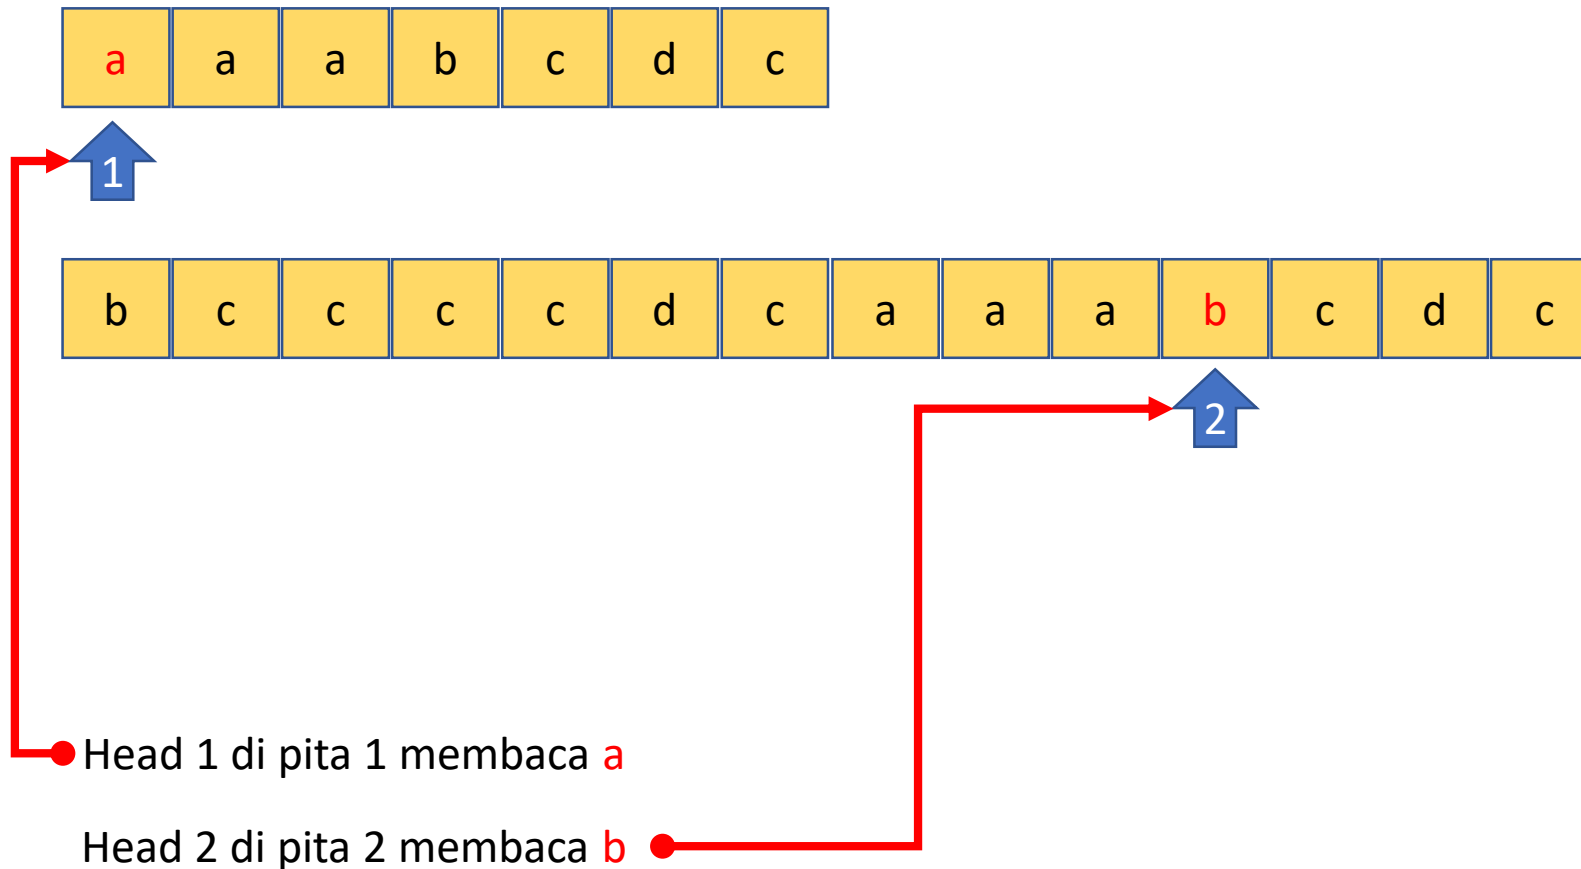 a a a b c d c
1
b c c c c d c a a a b c d c
2
Head 1 di pita 1 membaca a
Head 2 di pita 2 membaca b